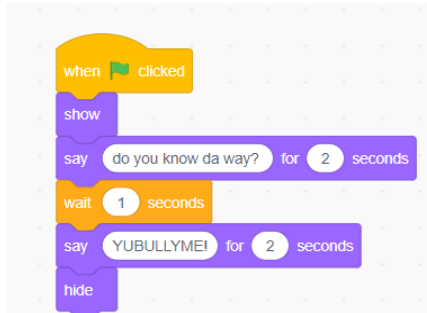 when clicked
show
say do you know da way? for 2 seconds
wait 1 seconds
say YUBULLYME! for 2 seconds
hide